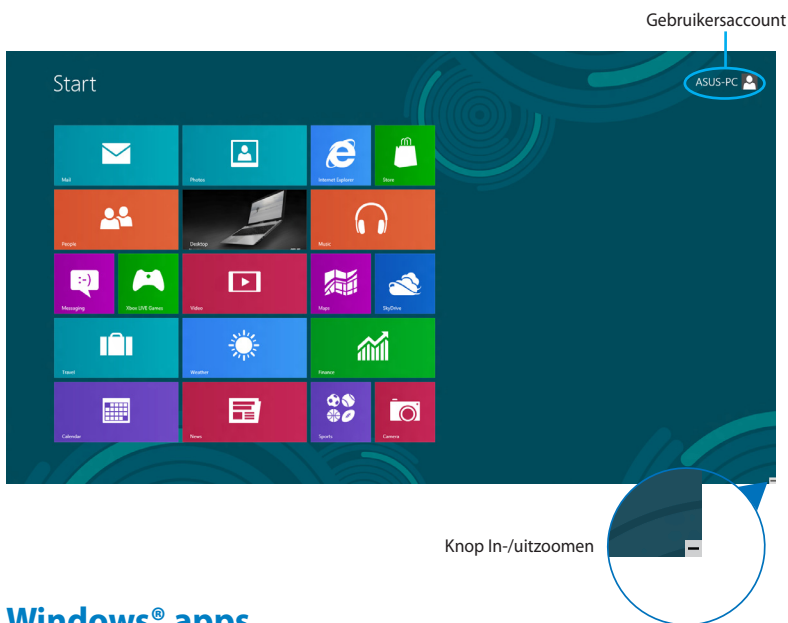 Gebruikersaccount
Start
ASUS-PC
Mail
Photos
Internet Explorer
Store
People
Desktop
Music
Messaging
Xbox LIVE Games
Video
Maps
SkyDrive
Travel
Weather
Finance
Calendar
News
Sports
Camera
Knop In-/uitzoomen
Windows® apps